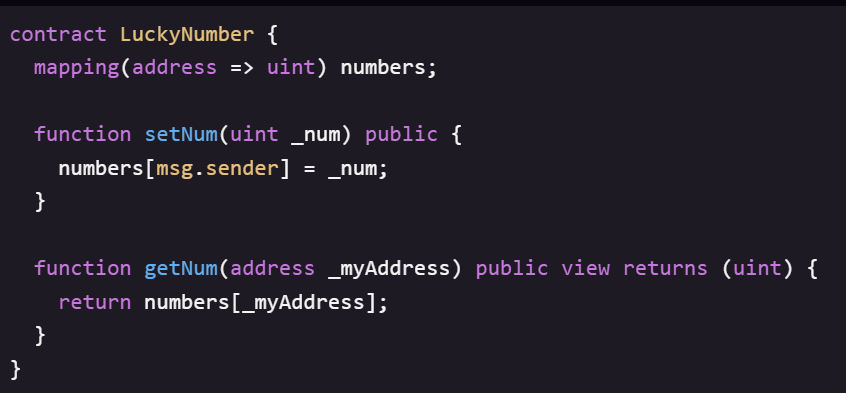 contract LuckyNumber {
mapping(address => uint) numbers;
function setNum(uint _num) public {
numbers[msg.sender] = _num;
}
function getNum(address _myAddress) public view returns (uint) {
return numbers[_myAddress];
}
}